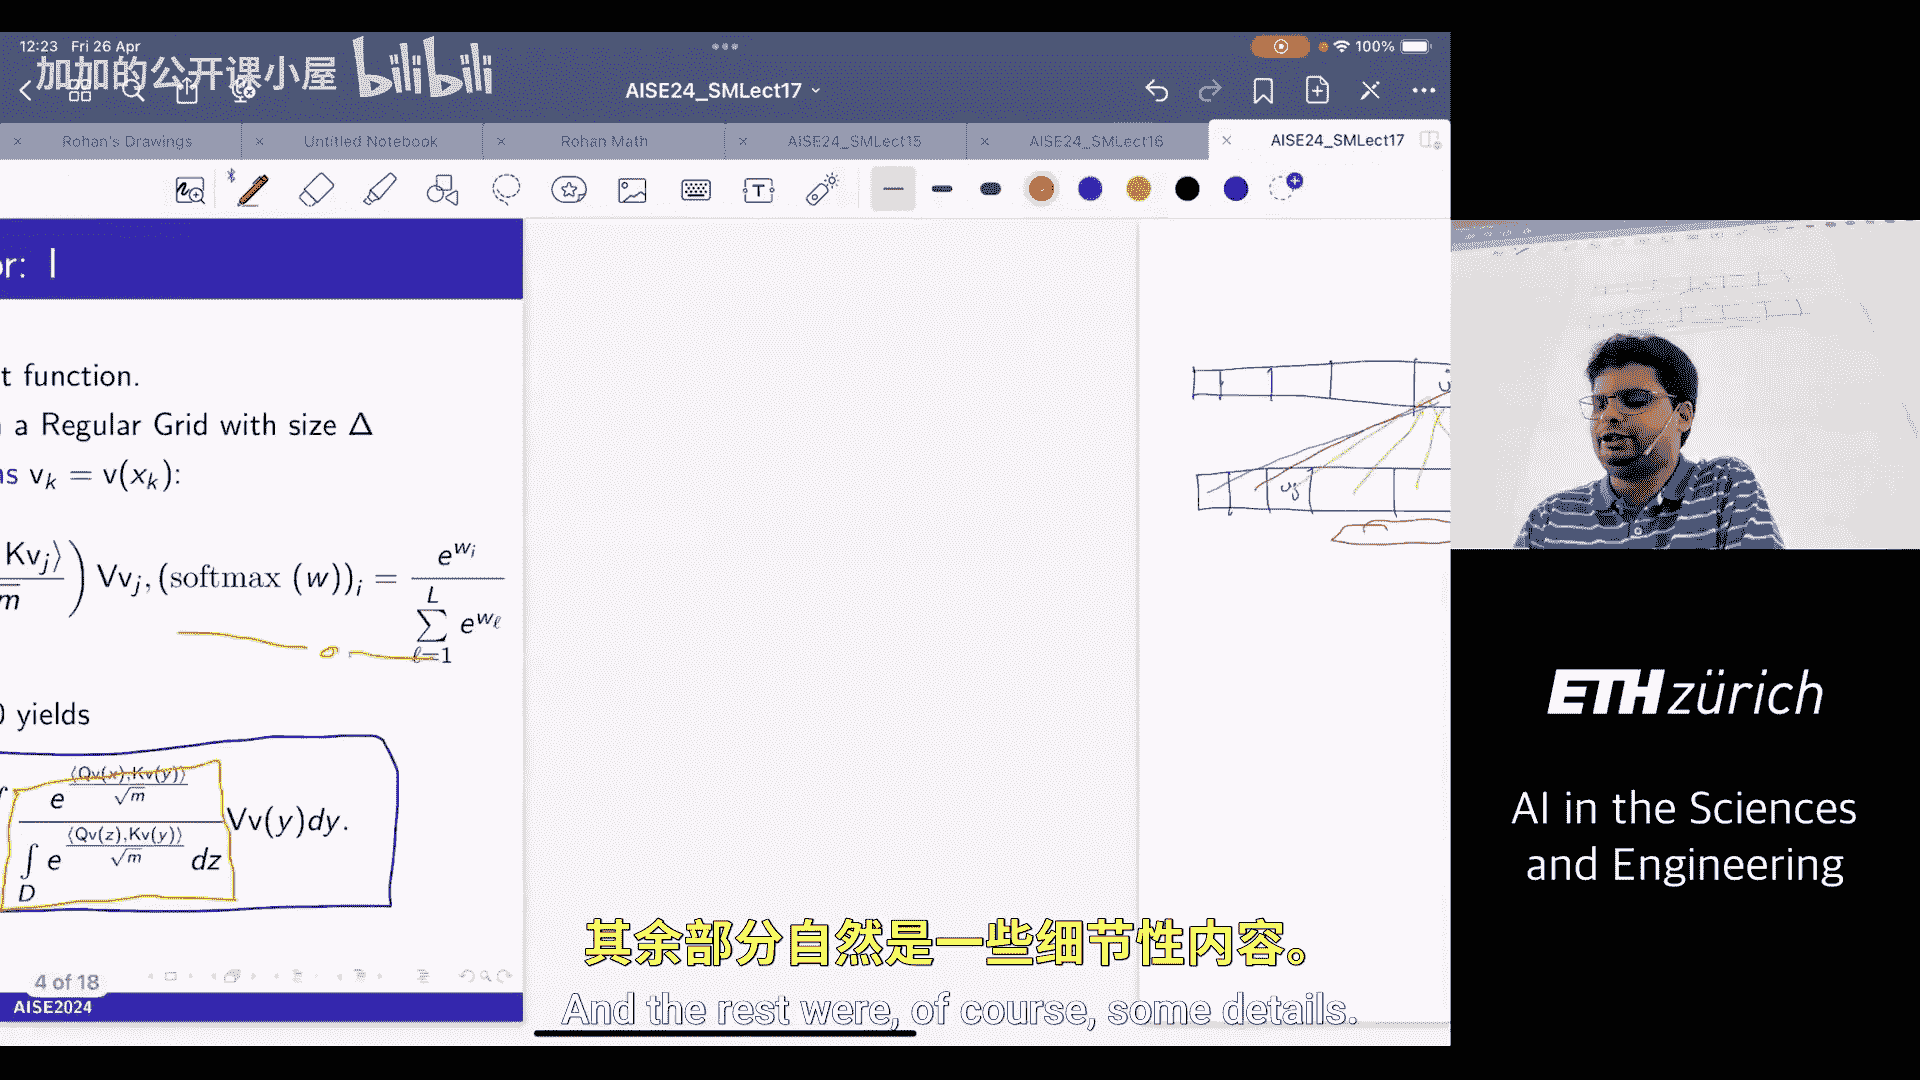 12:23 Fri 26 Apr
100%
加加的公开课小屋 bilibili
AISE24_SMLect17
Rohan's Drawings
Untitled Notebook
Rohan Math
AISE24_SMLect15
AISE24_SMLect16
AISE24_SMLect17
or: I
t function.
a Regular Grid with size Δ
as v_k = v(x_k):
Kv_j⟩ / m ) Vv_j, (softmax (w))_i = e^{w_i} / \sum_{ℓ=1}^{L} e^{w_ℓ}
0 yields
e^{⟨Qv(x),Kv(y)⟩ / √m} / ∫_D e^{⟨Qv(z),Kv(y)⟩ / √m} dz Vv(y)dy.
4 of 18
AISE2024
ETH zürich
AI in the Sciences
and Engineering
其余部分自然是一些细节性内容。
And the rest were, of course, some details.